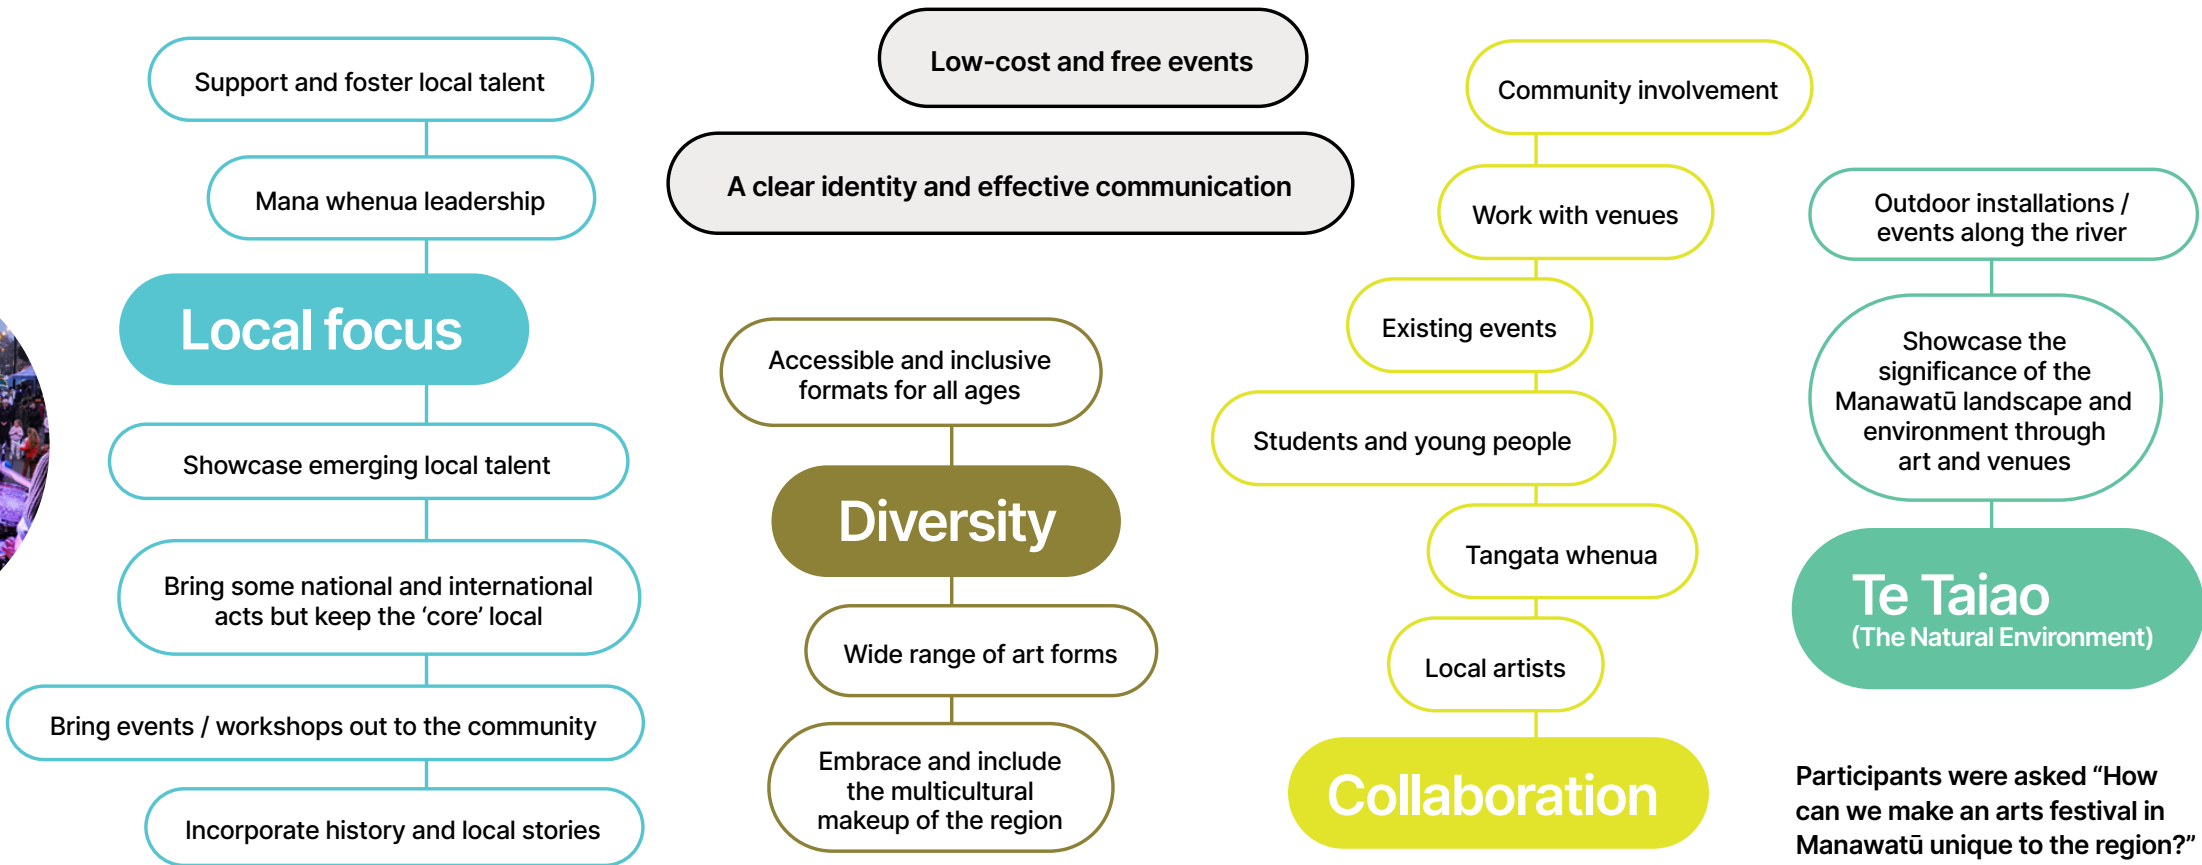 Support and foster local talent
Mana whenua leadership
Local focus
Showcase emerging local talent
Bring some national and international
acts but keep the ‘core’ local
Bring events / workshops out to the community
Incorporate history and local stories
Low-cost and free events
A clear identity and effective communication
Accessible and inclusive
formats for all ages
Diversity
Wide range of art forms
Embrace and include
the multicultural
makeup of the region
Community involvement
Work with venues
Existing events
Students and young people
Tangata whenua
Local artists
Collaboration
Outdoor installations /
events along the river
Showcase the
significance of the
Manawatū landscape and
environment through
art and venues
Te Taiao
(The Natural Environment)
Participants were asked “How
can we make an arts festival in
Manawatū unique to the region?”